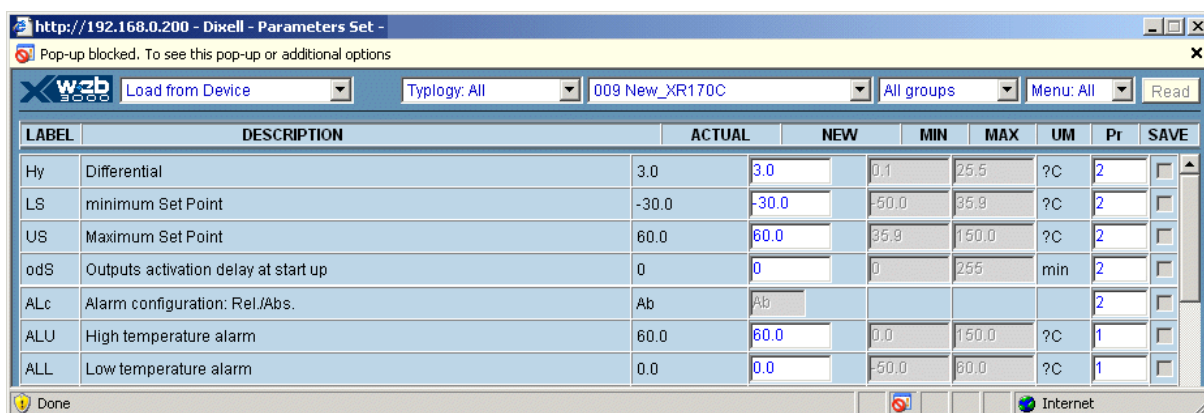 http://192.168.0.200 - Dixell - Parameters Set -
Pop-up blocked. To see this pop-up or additional options
Xweb 3000 Load from Device Typlogy: All 009 New_XR170C All groups Menu: All Read
LABEL DESCRIPTION ACTUAL NEW MIN MAX UM Pr SAVE
Hy Differential 3.0 3.0 0.1 25.5 ?C 2
LS minimum Set Point -30.0 -30.0 -50.0 35.9 ?C 2
US Maximum Set Point 60.0 60.0 35.9 150.0 ?C 2
odS Outputs activation delay at start up 0 0 0 255 min 2
ALc Alarm configuration: Rel./Abs. Ab Ab 2
ALU High temperature alarm 60.0 60.0 0.0 150.0 ?C 1
ALL Low temperature alarm 0.0 0.0 -50.0 60.0 ?C 1
Done Internet